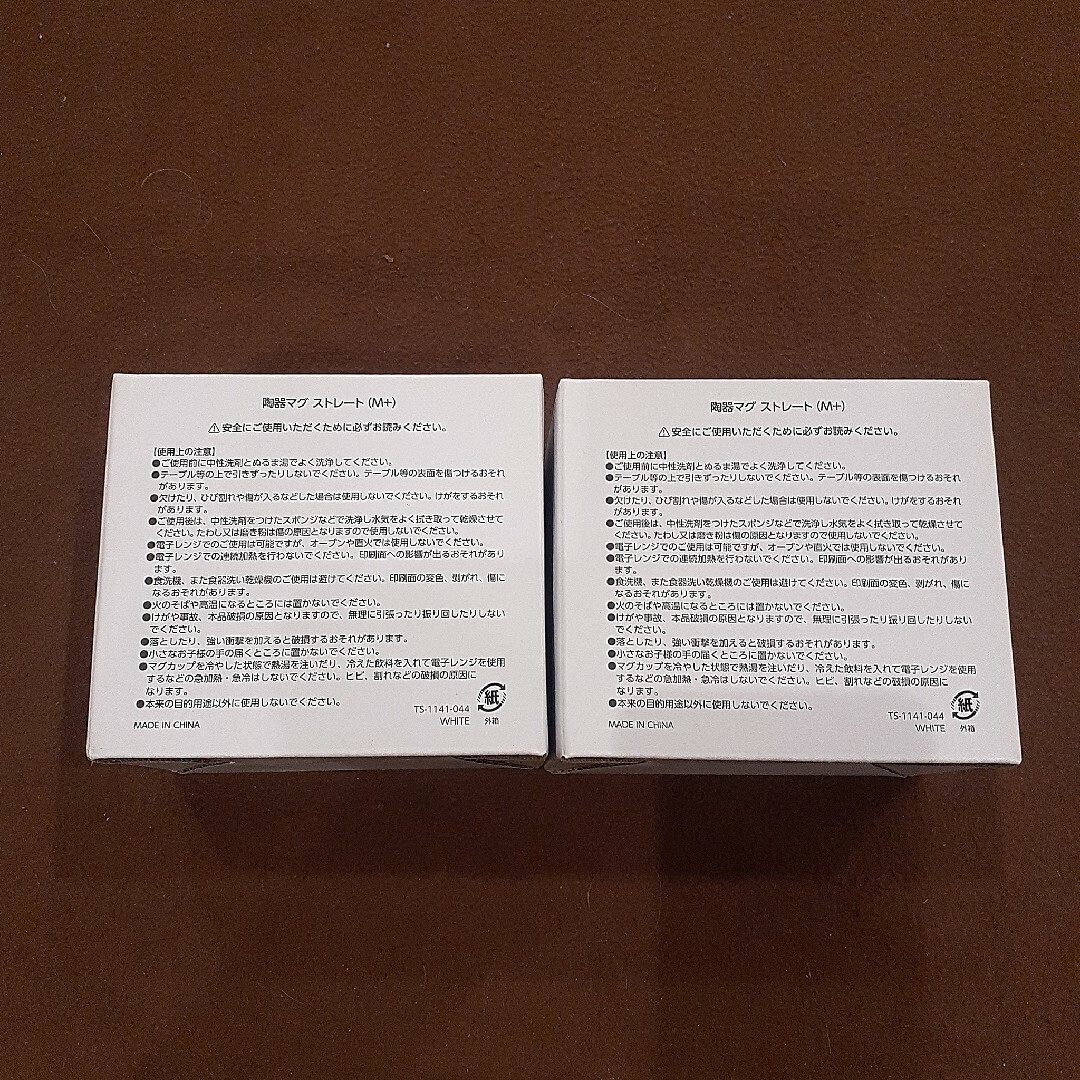 陶器マグ ストレート（M+）
⚠安全にご使用いただくために必ずお読みください。
【使用上の注意】
●ご使用前に中性洗剤とぬるま湯でよく洗浄してください。
●テーブル等の上で引きずったりしないでください。テーブル等の表面を傷つけるおそれ
があります。
●欠けたり、ひび割れや傷が入るなどした場合は使用しないでください。けがをするおそれ
があります。
●ご使用後は、中性洗剤をつけたスポンジなどで洗浄し水気をよく拭き取って乾燥させて
ください。たわし又は磨き粉は傷の原因となりますので使用しないでください。
●電子レンジでのご使用は可能ですが、オーブンや直火では使用しないでください。
●電子レンジでの連続加熱を行わないでください。印刷面への影響が出るおそれがあり
ます。
●食洗機、また食器洗い乾燥機のご使用は避けてください。印刷面の変色、剥がれ、傷に
なるおそれがあります。
●火のそばや高温になるところには置かないでください。
●けがや事故、本品破損の原因となりますので、無理に引張ったり振り回したりしない
でください。
●落としたり、強い衝撃を加えると破損するおそれがあります。
●小さなお子様の手の届くところに置かないでください。
●マグカップを冷やした状態で熱湯を注いだり、冷えた飲料を入れて電子レンジを使用
するなどの急加熱・急冷はしないでください。ヒビ、割れなどの破損の原因に
なります。
●本来の目的用途以外に使用しないでください。
MADE IN CHINA
TS-1141-044
WHITE
紙
外箱
陶器マグ ストレート（M+）
⚠安全にご使用いただくために必ずお読みください。
【使用上の注意】
●ご使用前に中性洗剤とぬるま湯でよく洗浄してください。
●テーブル等の上で引きずったりしないでください。テーブル等の表面を傷つけるおそれ
があります。
●欠けたり、ひび割れや傷が入るなどした場合は使用しないでください。けがをするおそれ
があります。
●ご使用後は、中性洗剤をつけたスポンジなどで洗浄し水気をよく拭き取って乾燥させて
ください。たわし又は磨き粉は傷の原因となりますので使用しないでください。
●電子レンジでのご使用は可能ですが、オーブンや直火では使用しないでください。
●電子レンジでの連続加熱を行わないでください。印刷面への影響が出るおそれがあり
ます。
●食洗機、また食器洗い乾燥機のご使用は避けてください。印刷面の変色、剥がれ、傷に
なるおそれがあります。
●火のそばや高温になるところには置かないでください。
●けがや事故、本品破損の原因となりますので、無理に引張ったり振り回したりしない
でください。
●落としたり、強い衝撃を加えると破損するおそれがあります。
●小さなお子様の手の届くところに置かないでください。
●マグカップを冷やした状態で熱湯を注いだり、冷えた飲料を入れて電子レンジを使用
するなどの急加熱・急冷はしないでください。ヒビ、割れなどの破損の原因に
なります。
●本来の目的用途以外に使用しないでください。
MADE IN CHINA
TS-1141-044
WHITE
紙
外箱